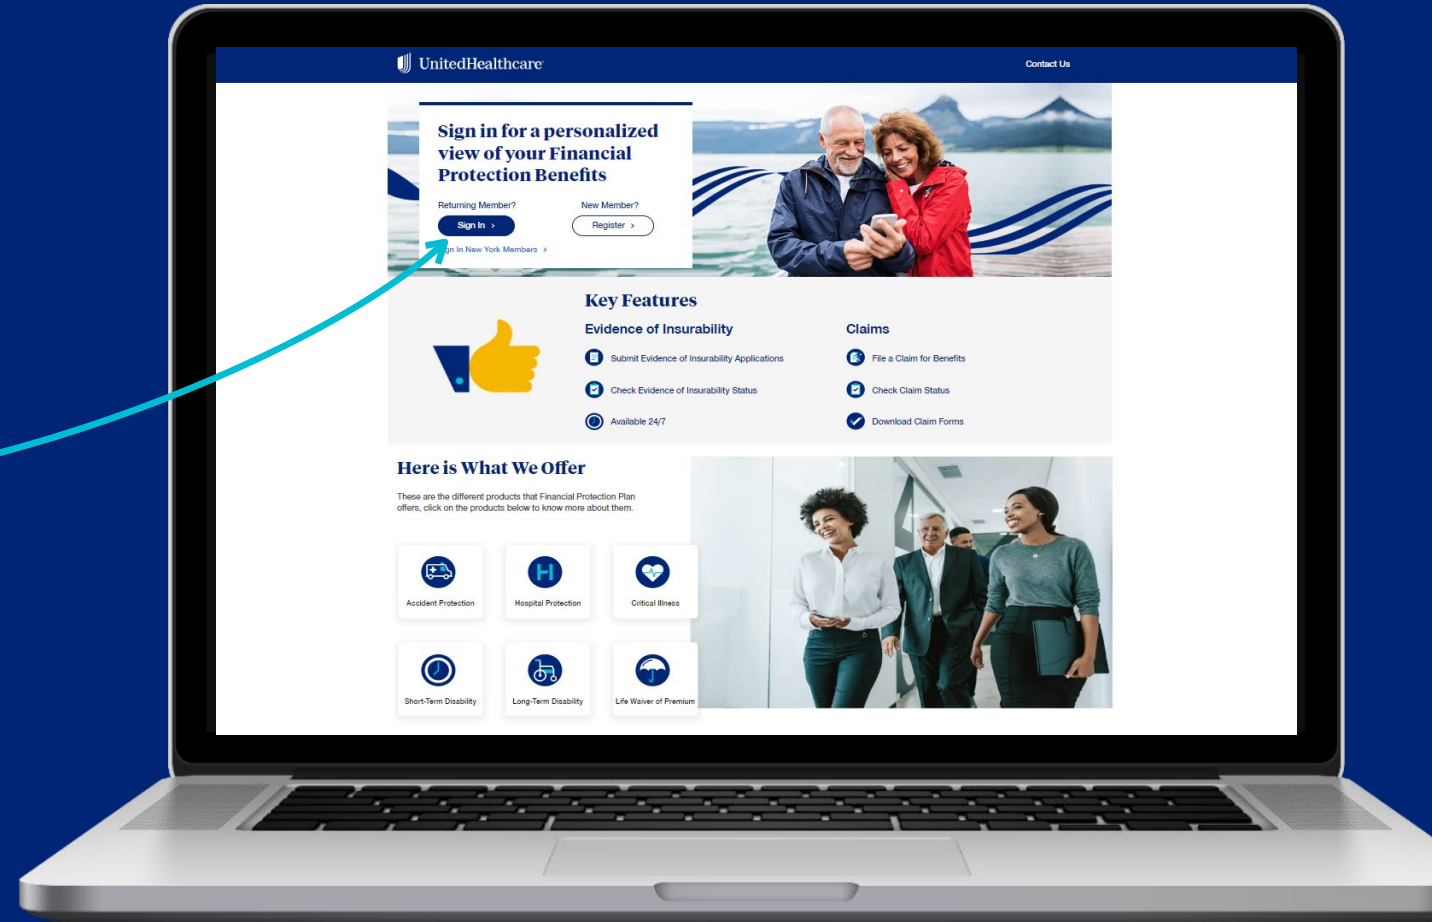 UnitedHealthcare
Contact Us
Sign in for a personalized
view of your Financial
Protection Benefits
Returning Member?
New Member?
Sign In >
Register >
n In New York Members >
Key Features
Evidence of Insurability
Claims
Submit Evidence of Insurability Applications
File a Claim for Benefits
Check Evidence of Insurability Status
Check Claim Status
Available 24/7
Download Claim Forms
Here is What We Offer
These are the different products that Financial Protection Plan
offers, click on the products below to know more about them.
H
Accident Protection
Hospital Protection
Critical Illness
Short-Term Disability
Long-Term Disability
Life Waiver of Premium